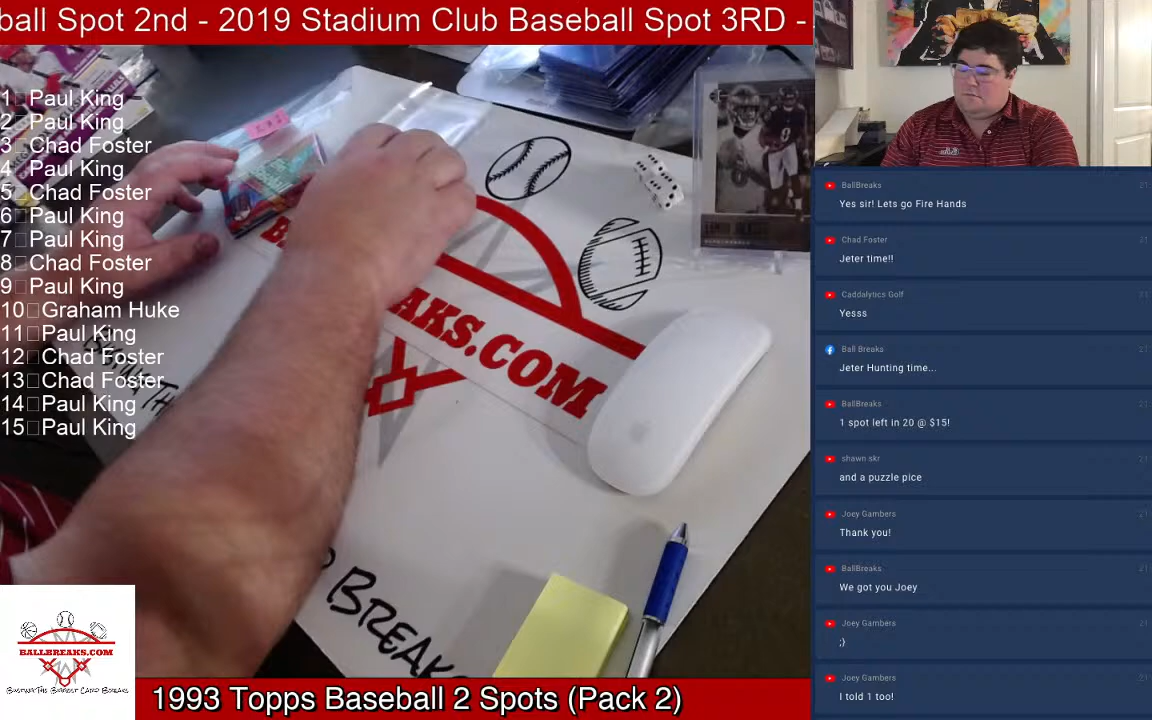 ball Spot 2nd - 2019 Stadium Club Baseball Spot 3RD -
1 Paul King
2 Paul King
3 Chad Foster
4 Paul King
5 Chad Foster
6 Paul King
7 Paul King
8 Chad Foster
9 Paul King
10 Graham Huke
11 Paul King
12 Chad Foster
13 Chad Foster
14 Paul King
15 Paul King
AKS.COM
BREAK
BALLBREAKS.COM
Busting The Biggest Card Breaks
1993 Topps Baseball 2 Spots (Pack 2)
BallBreaks
Yes sir! Lets go Fire Hands
Chad Foster
Jeter time!!
Caddalytics Golf
Yesss
Ball Breaks
Jeter Hunting time...
BallBreaks
1 spot left in 20 @ $15!
shawn skr
and a puzzle pice
Joey Gambers
Thank you!
BallBreaks
We got you Joey
Joey Gambers
;)
Joey Gambers
I told 1 too!